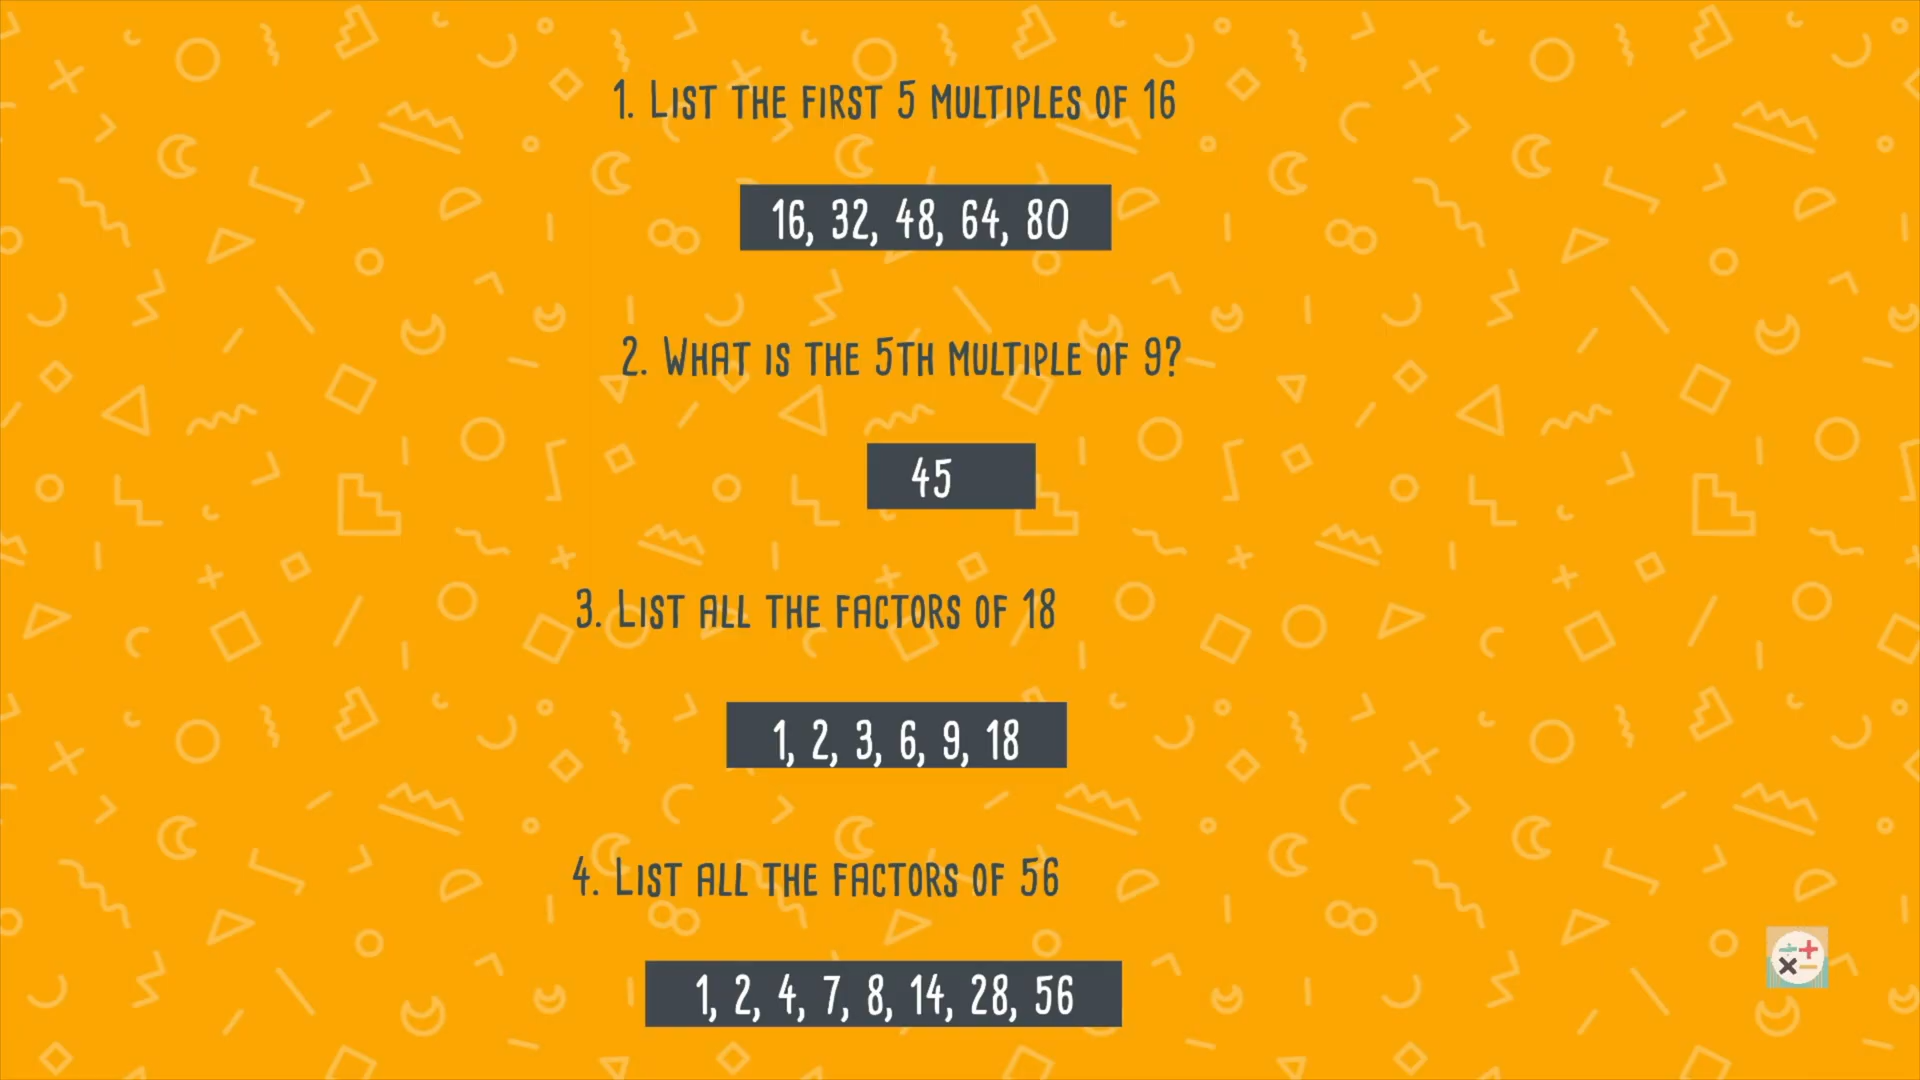 1. LIST THE FIRST 5 MULTIPLES OF 16
16, 32, 48, 64, 80
2. WHAT IS THE 5TH MULTIPLE OF 9?
45
3. LIST ALL THE FACTORS OF 18
1, 2, 3, 6, 9, 18
4. LIST ALL THE FACTORS OF 56
1, 2, 4, 7, 8, 14, 28, 56